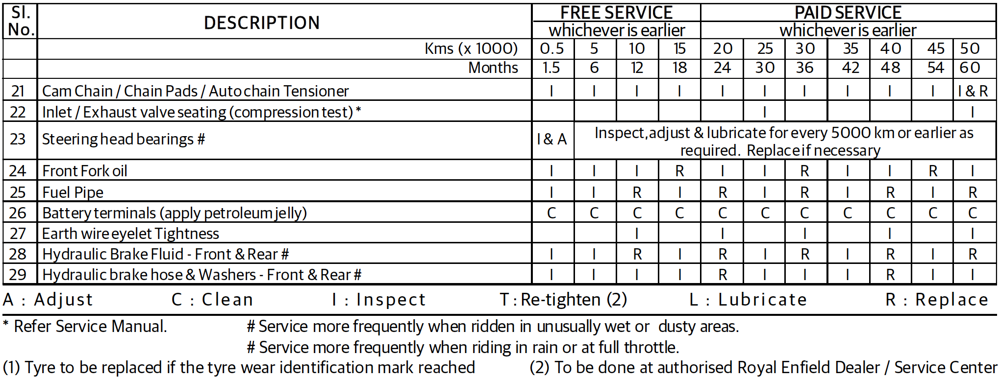 Sl. No. DESCRIPTION FREE SERVICE PAID SERVICE
whichever is earlier whichever is earlier
Kms (x 1000) 0.5 5 10 15 20 25 30 35 40 45 50
Months 1.5 6 12 18 24 30 36 42 48 54 60
21 Cam Chain / Chain Pads / Auto chain Tensioner I I I I I I I I I I I & R
22 Inlet / Exhaust valve seating (compression test) * I I
23 Steering head bearings # I & A Inspect, adjust & lubricate for every 5000 km or earlier as
required. Replace if necessary
24 Front Fork oil I I I R I I R I I R I
25 Fuel Pipe I I R I R I R I R I R
26 Battery terminals (apply petroleum jelly) C C C C C C C C C C C
27 Earth wire eyelet Tightness I I I I I
28 Hydraulic Brake Fluid - Front & Rear # I I R I R I R I R I R
29 Hydraulic brake hose & Washers - Front & Rear # I I I I R I I I R I I
A : Adjust C : Clean I : Inspect T : Re-tighten (2) L : Lubricate R : Replace
* Refer Service Manual. # Service more frequently when ridden in unusually wet or dusty areas.
# Service more frequently when riding in rain or at full throttle.
(1) Tyre to be replaced if the tyre wear identification mark reached (2) To be done at authorised Royal Enfield Dealer / Service Center